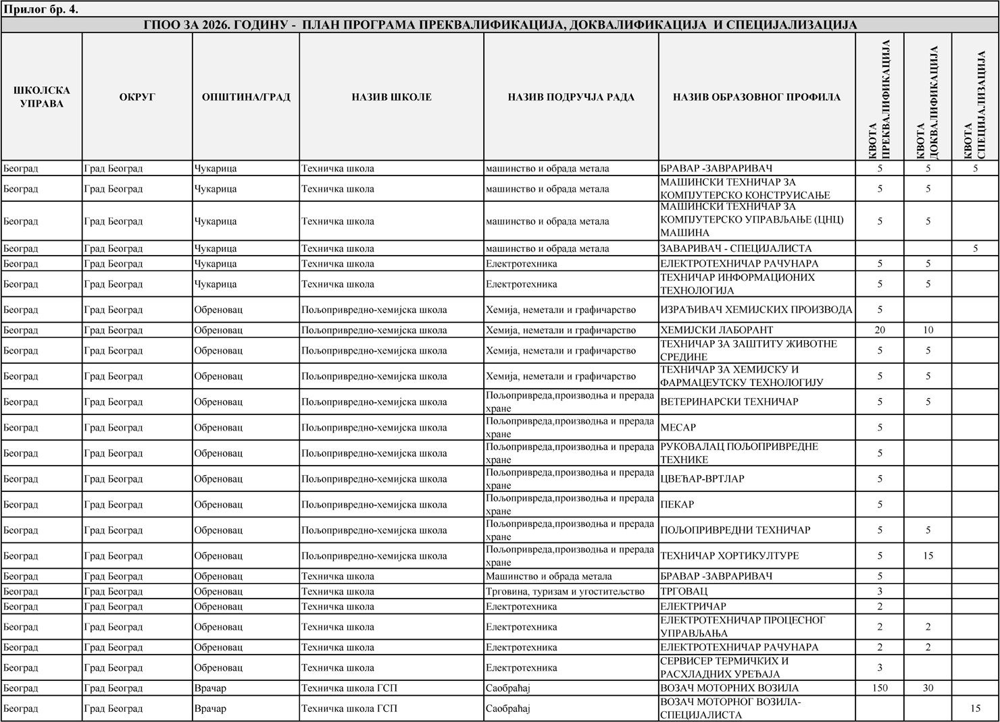 Прилог бр. 4.
ГПОО ЗА 2026. ГОДИНУ - ПЛАН ПРОГРАМА ПРЕКВАЛИФИКАЦИЈА, ДОКВАЛИФИКАЦИЈА И СПЕЦИЈАЛИЗАЦИЈА
ШКОЛСКА УПРАВА ОКРУГ ОПШТИНА/ГРАД НАЗИВ ШКОЛЕ НАЗИВ ПОДРУЧЈА РАДА НАЗИВ ОБРАЗОВНОГ ПРОФИЛА КВОТА ПРЕКВАЛИФИКАЦИЈА КВОТА ДОКВАЛИФИКАЦИЈА КВОТА СПЕЦИЈАЛИЗАЦИЈА
Београд Град Београд Чукарица Техничка школа машинство и обрада метала БРАВАР -ЗАВРАРИВАЧ 5 5 5
Београд Град Београд Чукарица Техничка школа машинство и обрада метала МАШИНСКИ ТЕХНИЧАР ЗА КОМПЈУТЕРСКО КОНСТРУИСАЊЕ 5 5
Београд Град Београд Чукарица Техничка школа машинство и обрада метала МАШИНСКИ ТЕХНИЧАР ЗА КОМПЈУТЕРСКО УПРАВЉАЊЕ (ЦНЦ) МАШИНА 5 5
Београд Град Београд Чукарица Техничка школа машинство и обрада метала ЗАВАРИВАЧ - СПЕЦИЈАЛИСТА 5
Београд Град Београд Чукарица Техничка школа Електротехника ЕЛЕКТРОТЕХНИЧАР РАЧУНАРА 5 5
Београд Град Београд Чукарица Техничка школа Електротехника ТЕХНИЧАР ИНФОРМАЦИОНИХ ТЕХНОЛОГИЈА 5 5
Београд Град Београд Обреновац Пољопривредно-хемијска школа Хемија, неметали и графичарство ИЗРАЂИВАЧ ХЕМИЈСКИХ ПРОИЗВОДА 5
Београд Град Београд Обреновац Пољопривредно-хемијска школа Хемија, неметали и графичарство ХЕМИЈСКИ ЛАБОРАНТ 20 10
Београд Град Београд Обреновац Пољопривредно-хемијска школа Хемија, неметали и графичарство ТЕХНИЧАР ЗА ЗАШТИТУ ЖИВОТНЕ СРЕДИНЕ 5 5
Београд Град Београд Обреновац Пољопривредно-хемијска школа Хемија, неметали и графичарство ТЕХНИЧАР ЗА ХЕМИЈСКУ И ФАРМАЦЕУТСКУ ТЕХНОЛОГИЈУ 5 5
Београд Град Београд Обреновац Пољопривредно-хемијска школа Пољопривреда,производња и прерада хране ВЕТЕРИНАРСКИ ТЕХНИЧАР 5 5
Београд Град Београд Обреновац Пољопривредно-хемијска школа Пољопривреда,производња и прерада хране МЕСАР 5
Београд Град Београд Обреновац Пољопривредно-хемијска школа Пољопривреда,производња и прерада хране РУКОВАЛАЦ ПОЉОПРИВРЕДНЕ ТЕХНИКЕ 5
Београд Град Београд Обреновац Пољопривредно-хемијска школа Пољопривреда,производња и прерада хране ЦВЕЋАР-ВРТЛАР 5
Београд Град Београд Обреновац Пољопривредно-хемијска школа Пољопривреда,производња и прерада хране ПЕКАР 5
Београд Град Београд Обреновац Пољопривредно-хемијска школа Пољопривреда,производња и прерада хране ПОЉОПРИВРЕДНИ ТЕХНИЧАР 5 5
Београд Град Београд Обреновац Пољопривредно-хемијска школа Пољопривреда,производња и прерада хране ТЕХНИЧАР ХОРТИКУЛТУРЕ 5 15
Београд Град Београд Обреновац Техничка школа Машинство и обрада метала БРАВАР -ЗАВРАРИВАЧ 5
Београд Град Београд Обреновац Техничка школа Трговина, туризам и угоститељство ТРГОВАЦ 3
Београд Град Београд Обреновац Техничка школа Електротехника ЕЛЕКТРИЧАР 2
Београд Град Београд Обреновац Техничка школа Електротехника ЕЛЕКТРОТЕХНИЧАР ПРОЦЕСНОГ УПРАВЉАЊА 2 2
Београд Град Београд Обреновац Техничка школа Електротехника ЕЛЕКТРОТЕХНИЧАР РАЧУНАРА 2 2
Београд Град Београд Обреновац Техничка школа Електротехника СЕРВИСЕР ТЕРМИЧКИХ И РАСХЛАДНИХ УРЕЂАЈА 3
Београд Град Београд Врачар Техничка школа ГСП Саобраћај ВОЗАЧ МОТОРНИХ ВОЗИЛА 150 30
Београд Град Београд Врачар Техничка школа ГСП Саобраћај ВОЗАЧ МОТОРНОГ ВОЗИЛА-СПЕЦИЈАЛИСТА 15